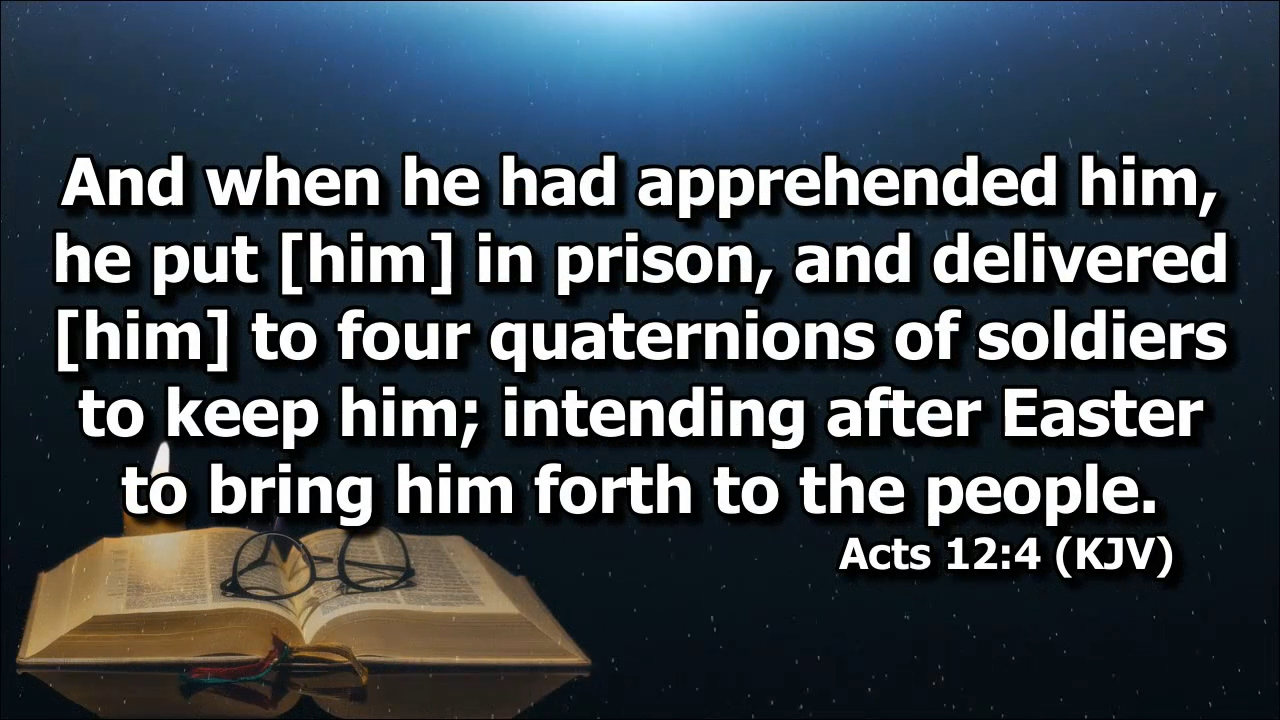 And when he had apprehended him,
he put [him] in prison, and delivered
[him] to four quaternions of soldiers
to keep him; intending after Easter
to bring him forth to the people.
Acts 12:4 (KJV)